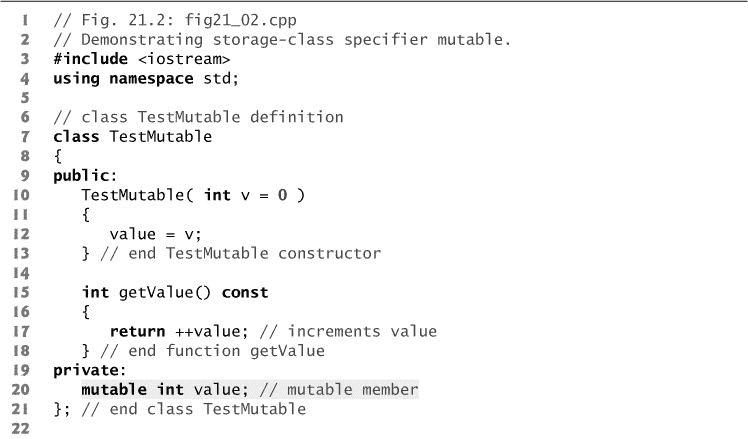 1 // Fig. 21.2: fig21_02.cpp
2 // Demonstrating storage-class specifier mutable.
3 #include <iostream>
4 using namespace std;
5
6 // class TestMutable definition
7 class TestMutable
8 {
9 public:
10    TestMutable( int v = 0 )
11    {
12       value = v;
13    } // end TestMutable constructor
14
15    int getValue() const
16    {
17       return ++value; // increments value
18    } // end function getValue
19 private:
20    mutable int value; // mutable member
21 }; // end class TestMutable
22